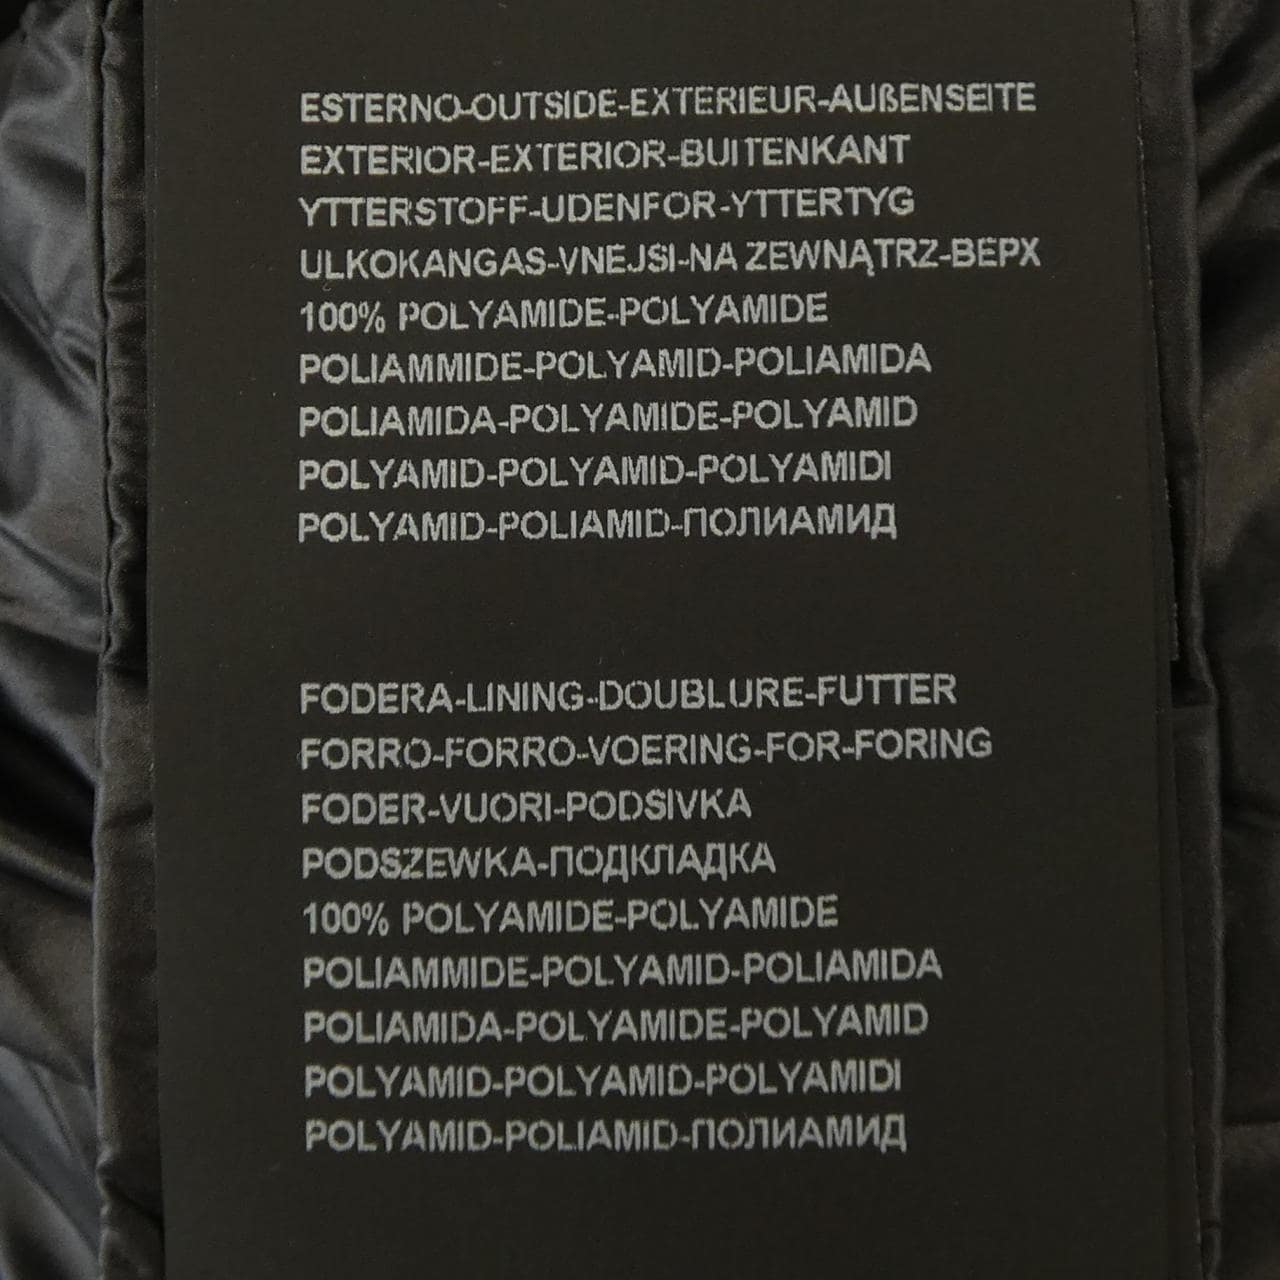 ESTERNO-OUTSIDE-EXTERIEUR-AUßENSEITE
EXTERIOR-EXTERIOR-BUITENKANT
YTTERSTOFF-UDENFOR-YTTERTYG
ULKOKANGAS-VNEJSI-NA ZEWNĄTRZ-ВЕРХ
100% POLYAMIDE-POLYAMIDE
POLIAMMIDE-POLYAMID-POLIAMIDA
POLIAMIDA-POLYAMIDE-POLYAMID
POLYAMID-POLYAMID-POLYAMIDI
POLYAMID-POLIAMID-ПОЛИАМИД
FODERA-LINING-DOUBLURE-FUTTER
FORRO-FORRO-VOERING-FOR-FORING
FODER-VUORI-PODSIVKA
PODSZEWKA-ПОДКЛАДКА
100% POLYAMIDE-POLYAMIDE
POLIAMMIDE-POLYAMID-POLIAMIDA
POLIAMIDA-POLYAMIDE-POLYAMID
POLYAMID-POLYAMID-POLYAMIDI
POLYAMID-POLIAMID-ПОЛИАМИД